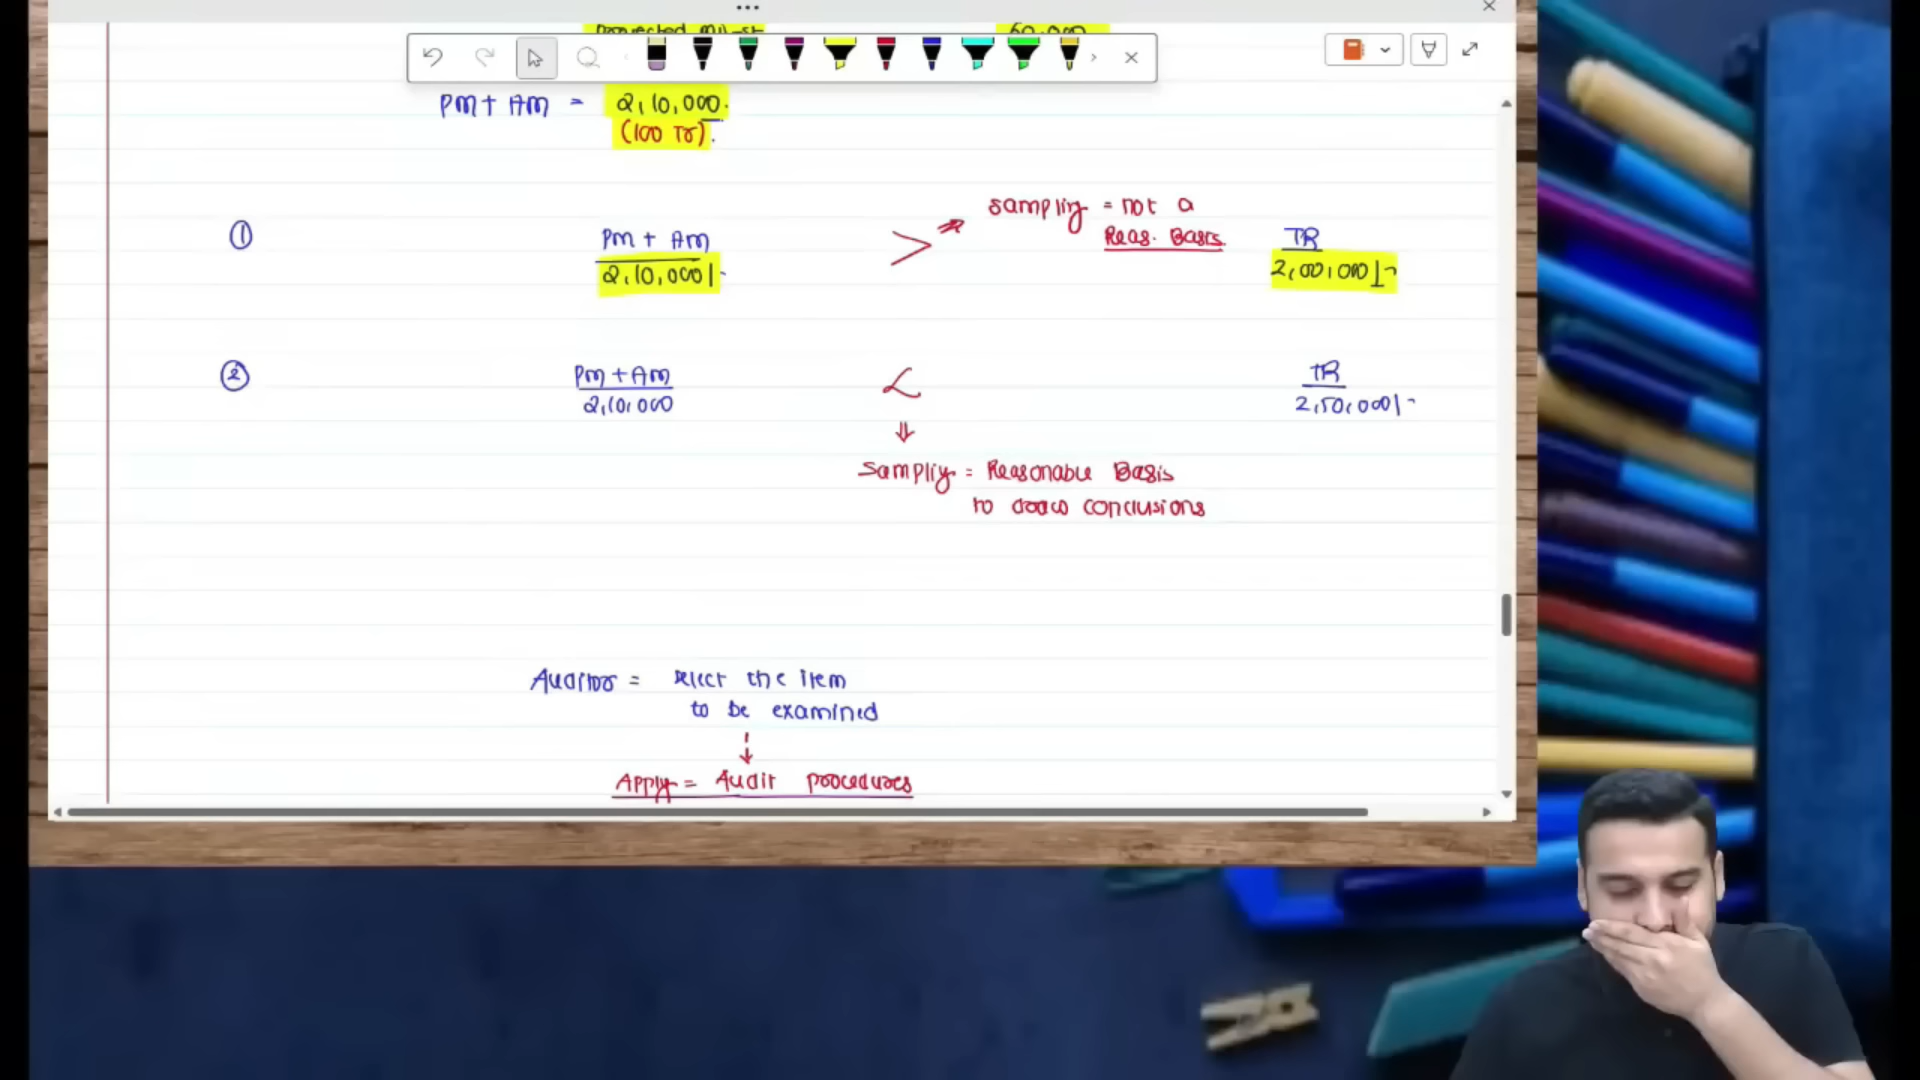 60,000
PM + AM = 2,10,000.
(100 Tr).
①
PM + AM
2,10,000/-
>
Sampling = not a
Reas. Basis.
TR
2,00,000/-
②
PM + AM
2,10,000
<
TR
2,50,000/-
Sampling = Reasonable Basis
to draw conclusions
Auditor = select the item
to be examined
Apply = Audit procedures